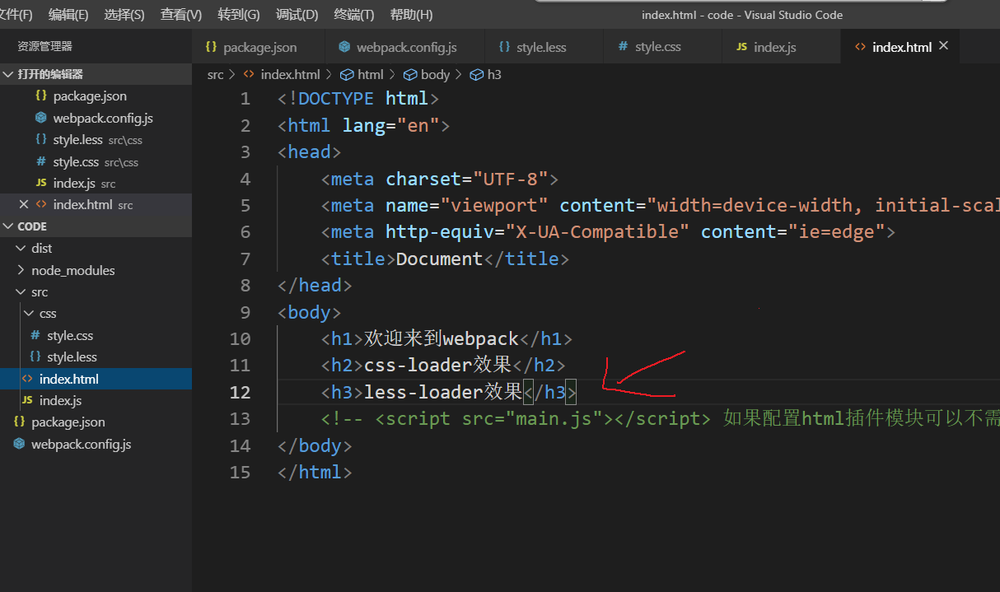 文件(F) 编辑(E) 选择(S) 查看(V) 转到(G) 调试(D) 终端(T) 帮助(H) index.html - code - Visual Studio Code
资源管理器
{} package.json webpack.config.js {} style.less # style.css JS index.js <> index.html ×
打开的编辑器
{} package.json
webpack.config.js
{} style.less src\css
# style.css src\css
JS index.js src
× <> index.html src
CODE
dist
node_modules
src
css
# style.css
{} style.less
<> index.html
JS index.js
{} package.json
webpack.config.js
src > <> index.html > html > body > h3
1 <!DOCTYPE html>
2 <html lang="en">
3 <head>
4 <meta charset="UTF-8">
5 <meta name="viewport" content="width=device-width, initial-scal
6 <meta http-equiv="X-UA-Compatible" content="ie=edge">
7 <title>Document</title>
8 </head>
9 <body>
10 <h1>欢迎来到webpack</h1>
11 <h2>css-loader效果</h2>
12 <h3>less-loader效果</h3>
13 <!-- <script src="main.js"></script> 如果配置html插件模块可以不需
14 </body>
15 </html>